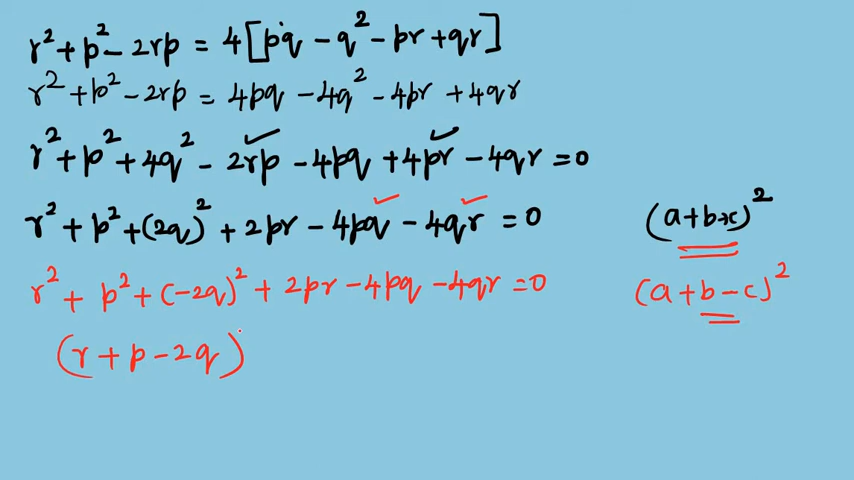 r² + p² - 2rp = 4[pq - q² - pr + qr]
r² + p² - 2rp = 4pq - 4q² - 4pr + 4qr
r² + p² + 4q² - 2rp - 4pq + 4pr - 4qr = 0
r² + p² + (2q)² + 2pr - 4pq - 4qr = 0
(a+b+c)²
r² + p² + (-2q)² + 2pr - 4pq - 4qr = 0
(a+b-c)²
(r + p - 2q)